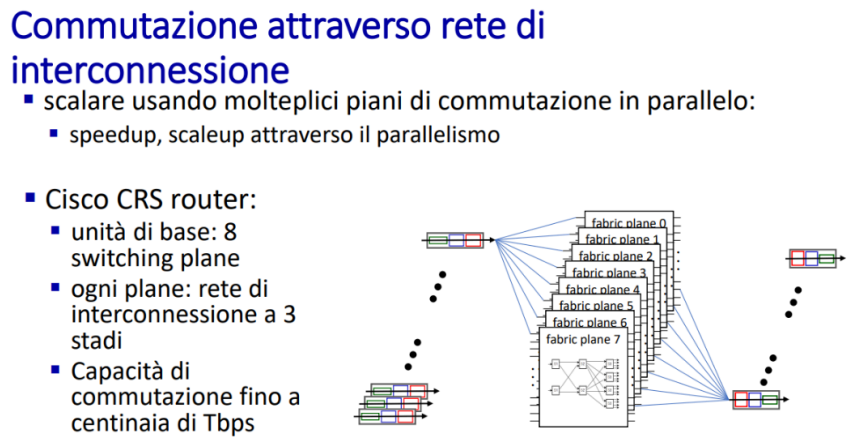 Commutazione attraverso rete di
interconnessione
scalare usando molteplici piani di commutazione in parallelo:
speedup, scaleup attraverso il parallelismo
Cisco CRS router:
unità di base: 8
switching plane
ogni plane: rete di
interconnessione a 3
stadi
Capacità di
commutazione fino a
centinaia di Tbps
fabric plane 0
fabric plane 1
fabric plane 2
fabric plane 3
fabric plane 4
fabric plane 5
fabric plane 6
fabric plane 7